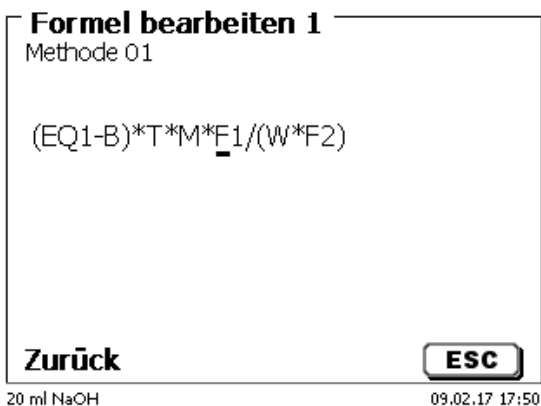 Formel bearbeiten 1
Methode 01
(EQ1-B)*T*M*F1/(W*F2)
Zurück
ESC
20 ml NaOH
09.02.17 17:50